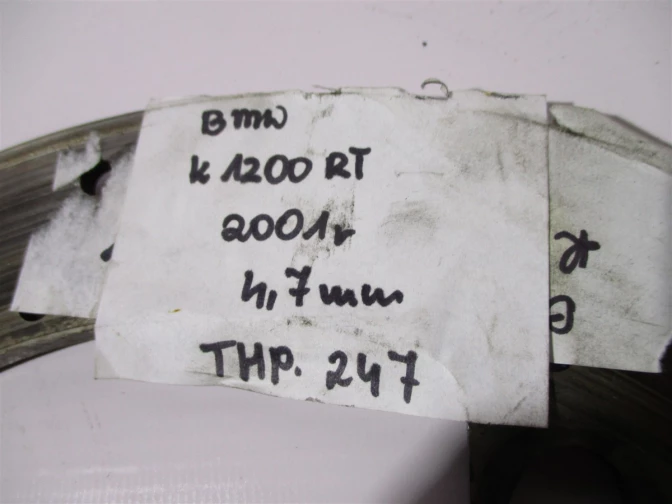 BMW
K 1200 RT
2001r
4,7mm
THP. 247